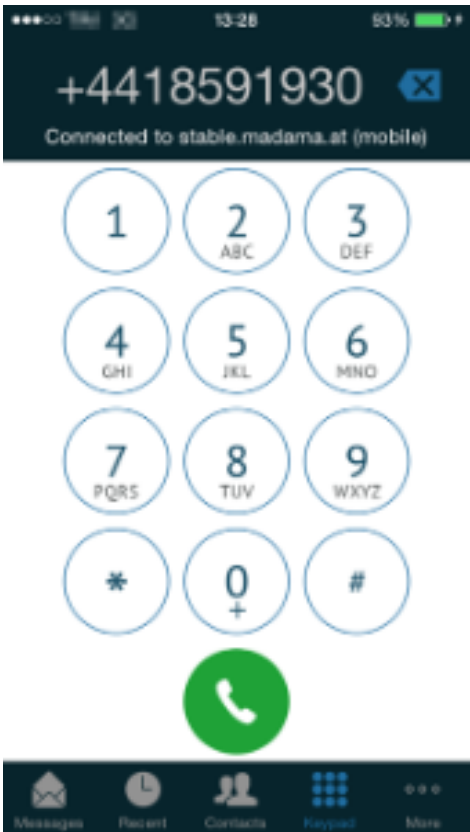 13:28 93%
+4418591930
Connected to stable.madama.at (mobile)
1 2 3
ABC DEF
4 5 6
GHI JKL MNO
7 8 9
PQRS TUV WXYZ
* 0 #
+
Messages Recent Contacts Keypad More